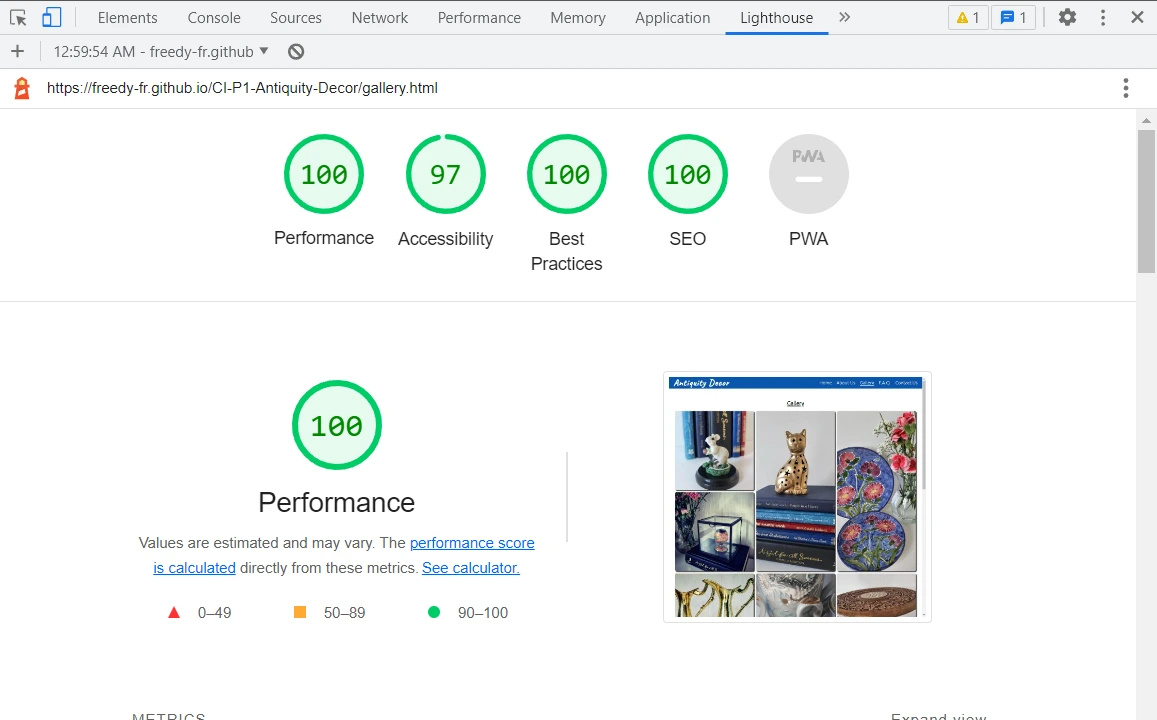 Elements Console Sources Network Performance Memory Application Lighthouse 1 1
12:59:54 AM - freedy-fr.github
https://freedy-fr.github.io/CI-P1-Antiquity-Decor/gallery.html
100 97 100 100 PWA
Performance Accessibility Best Practices SEO PWA
100
Antiquity Decor Home About Us Gallery F.A.Q Contact Us
Gallery
Performance
Values are estimated and may vary. The performance score
is calculated directly from these metrics. See calculator.
0–49 50–89 90–100
METRICS Expand view